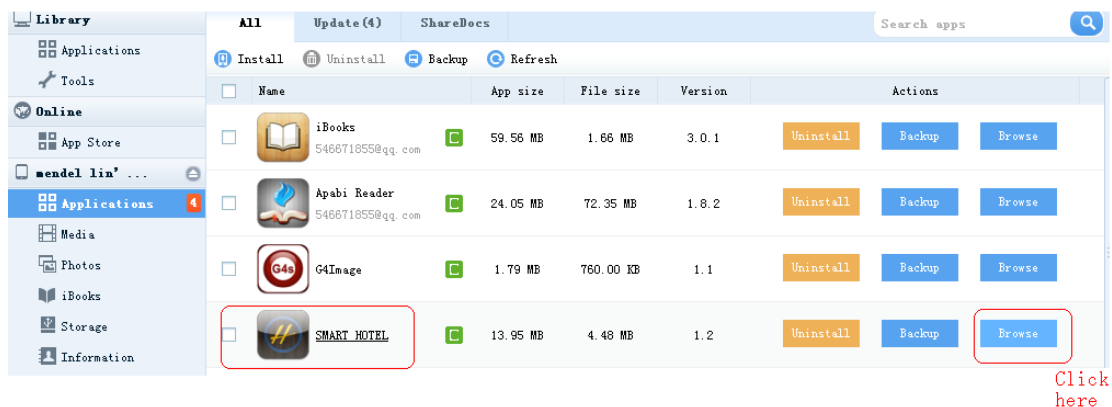 Library
Applications
Tools
Online
App Store
mendel lin' ...
Applications 4
Media
Photos
iBooks
Storage
Information
All Update(4) ShareDocs Search apps
Install Uninstall Backup Refresh
Name App size File size Version Actions
iBooks C 59.56 MB 1.66 MB 3.0.1 Uninstall Backup Browse
546671855@qq.com
Apabi Reader C 24.05 MB 72.35 MB 1.8.2 Uninstall Backup Browse
546671855@qq.com
G4s G4Image C 1.79 MB 760.00 KB 1.1 Uninstall Backup Browse
H SMART HOTEL C 13.95 MB 4.48 MB 1.2 Uninstall Backup Browse
Click
here